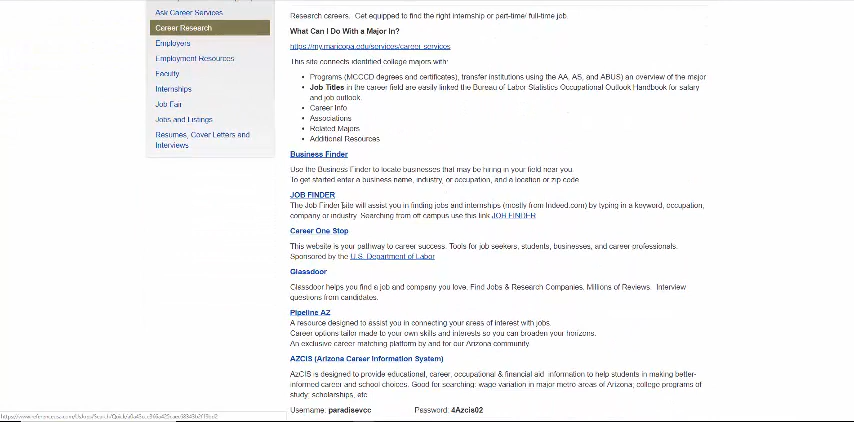 Ask Career Services
Career Research
Employers
Employment Resources
Faculty
Internships
Job Fair
Jobs and Listings
Resumes, Cover Letters and
Interviews
Research careers. Get equipped to find the right internship or part-time/ full-time job.
What Can I Do With a Major In?
https://my.maricopa.edu/services/career-services
This site connects identified college majors with:
Programs (MCCCD degrees and certificates), transfer institutions using the AA, AS, and ABUS) an overview of the major
Job Titles in the career field are easily linked the Bureau of Labor Statistics Occupational Outlook Handbook for salary
and job outlook
Career Info
Associations
Related Majors
Additional Resources
Business Finder
Use the Business Finder to locate businesses that may be hiring in your field near you.
To get started enter a business name, industry, or occupation, and a location or zip code
JOB FINDER
The Job Finder site will assist you in finding jobs and internships (mostly from Indeed.com) by typing in a keyword, occupation,
company or industry. Searching from off campus use this link JOB FINDER
Career One Stop
This website is your pathway to career success. Tools for job seekers, students, businesses, and career professionals.
Sponsored by the U.S. Department of Labor
Glassdoor
Glassdoor helps you find a job and company you love. Find Jobs & Research Companies. Millions of Reviews. Interview
questions from candidates.
Pipeline AZ
A resource designed to assist you in connecting your areas of interest with jobs.
Career options tailor made to your own skills and interests so you can broaden your horizons.
An exclusive career matching platform by and for our Arizona community
AZCIS (Arizona Career Information System)
AzCIS is designed to provide educational, career, occupational & financial aid information to help students in making better-
informed career and school choices. Good for searching: wage variation in major metro areas of Arizona, college programs of
study, scholarships, etc
Username: paradisevcc Password: 4Azcis02